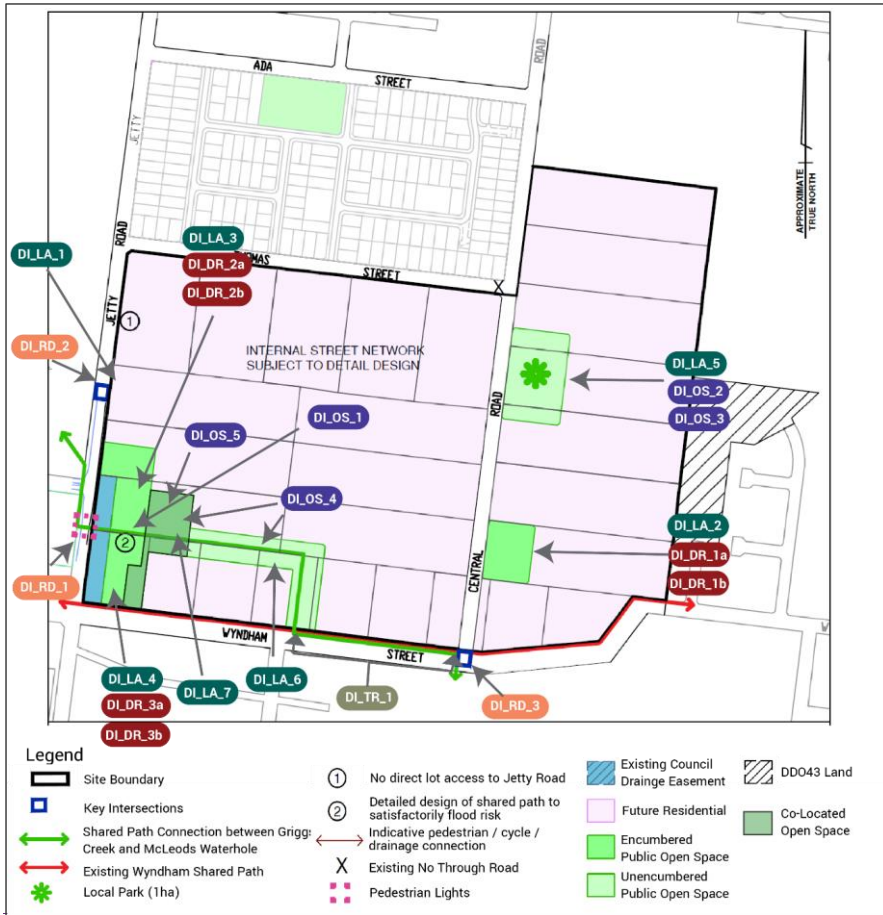 ADA
STREET
ROAD
JETTY
ROAD
APPROXIMATE
TRUE NORTH
DI_LA_3
DI_LA_1
DI_DR_2a
STREET
DI_DR_2b
X
JETTY
1
DI_RD_2
INTERNAL STREET NETWORK
SUBJECT TO DETAIL DESIGN
DI_LA_5
DI_OS_2
DI_OS_3
ROAD
DI_OS_1
DI_OS_5
DI_OS_4
DI_LA_2
2
DI_DR_1a
DI_DR_1b
CENTRAL
DI_RD_1
WYNDHAM
STREET
DI_LA_4
DI_LA_7
DI_LA_6
DI_TR_1
DI_RD_3
DI_DR_3a
DI_DR_3b
Legend
Site Boundary
Key Intersections
Shared Path Connection between Griggs
Creek and McLeods Waterhole
Existing Wyndham Shared Path
Local Park (1ha)
1 No direct lot access to Jetty Road
2 Detailed design of shared path to
satisfactorily flood risk
Indicative pedestrian / cycle /
drainage connection
X Existing No Through Road
Pedestrian Lights
Existing Council
Drainge Easement
Future Residential
Encumbered
Public Open Space
Unencumbered
Public Open Space
DDO43 Land
Co-Located
Open Space